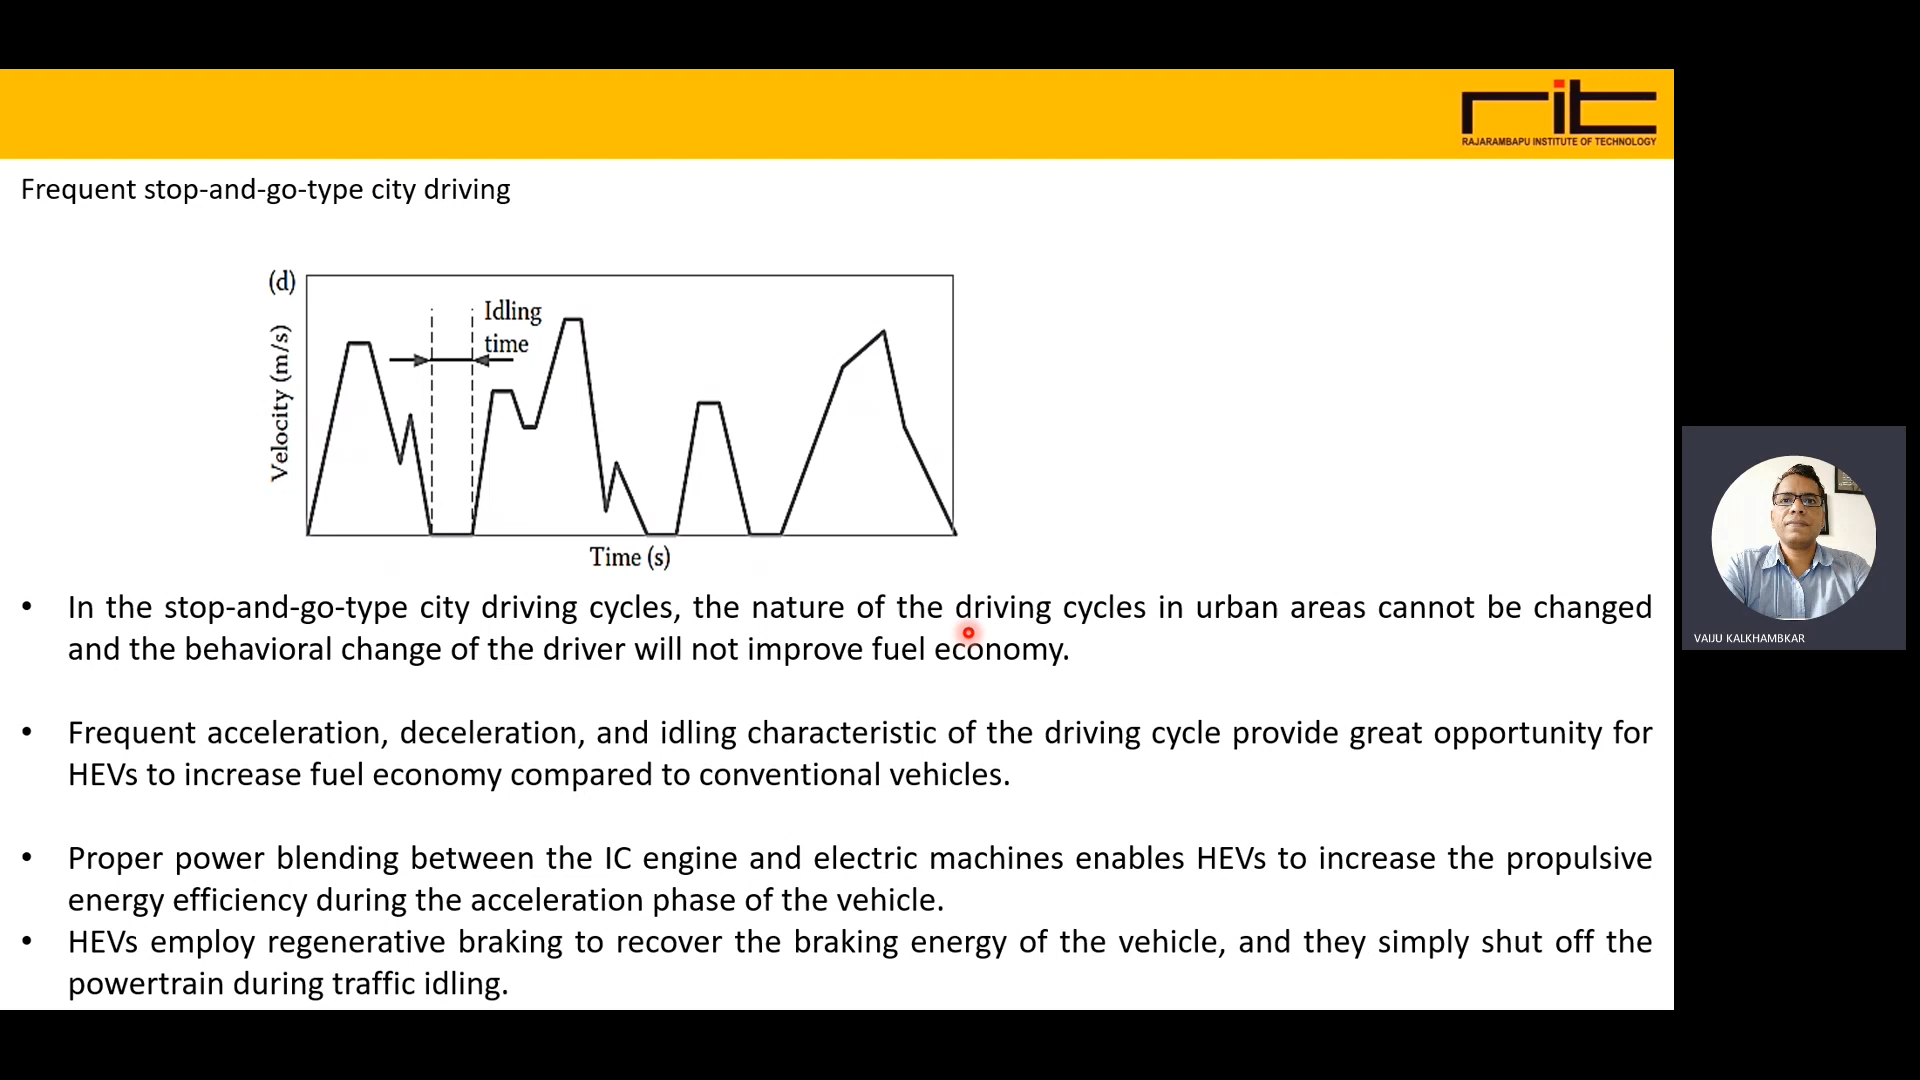 rit
RAJARAMBAPU INSTITUTE OF TECHNOLOGY
Frequent stop-and-go-type city driving
(d)
Idling
time
Velocity (m/s)
Time (s)
• In the stop-and-go-type city driving cycles, the nature of the driving cycles in urban areas cannot be changed
and the behavioral change of the driver will not improve fuel economy.
• Frequent acceleration, deceleration, and idling characteristic of the driving cycle provide great opportunity for
HEVs to increase fuel economy compared to conventional vehicles.
• Proper power blending between the IC engine and electric machines enables HEVs to increase the propulsive
energy efficiency during the acceleration phase of the vehicle.
• HEVs employ regenerative braking to recover the braking energy of the vehicle, and they simply shut off the
powertrain during traffic idling.
VAIJU KALKHAMBKAR